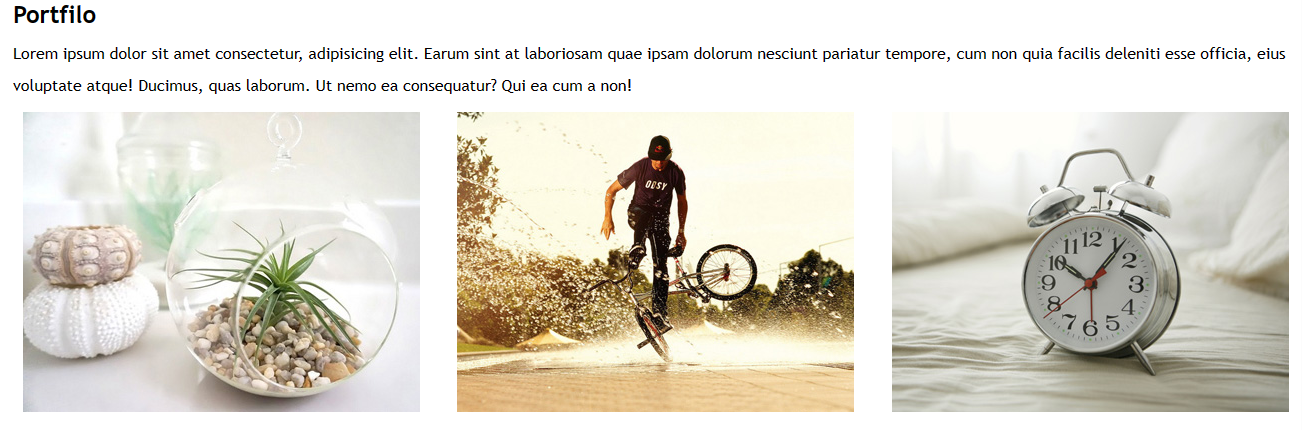 Portfilo
Lorem ipsum dolor sit amet consectetur, adipisicing elit. Earum sint at laboriosam quae ipsam dolorum nesciunt pariatur tempore, cum non quia facilis deleniti esse officia, eius
voluptate atque! Ducimus, quas laborum. Ut nemo ea consequatur? Qui ea cum a non!
ODSY
12
11 1
10 2
9 3
8 4
7 6 5